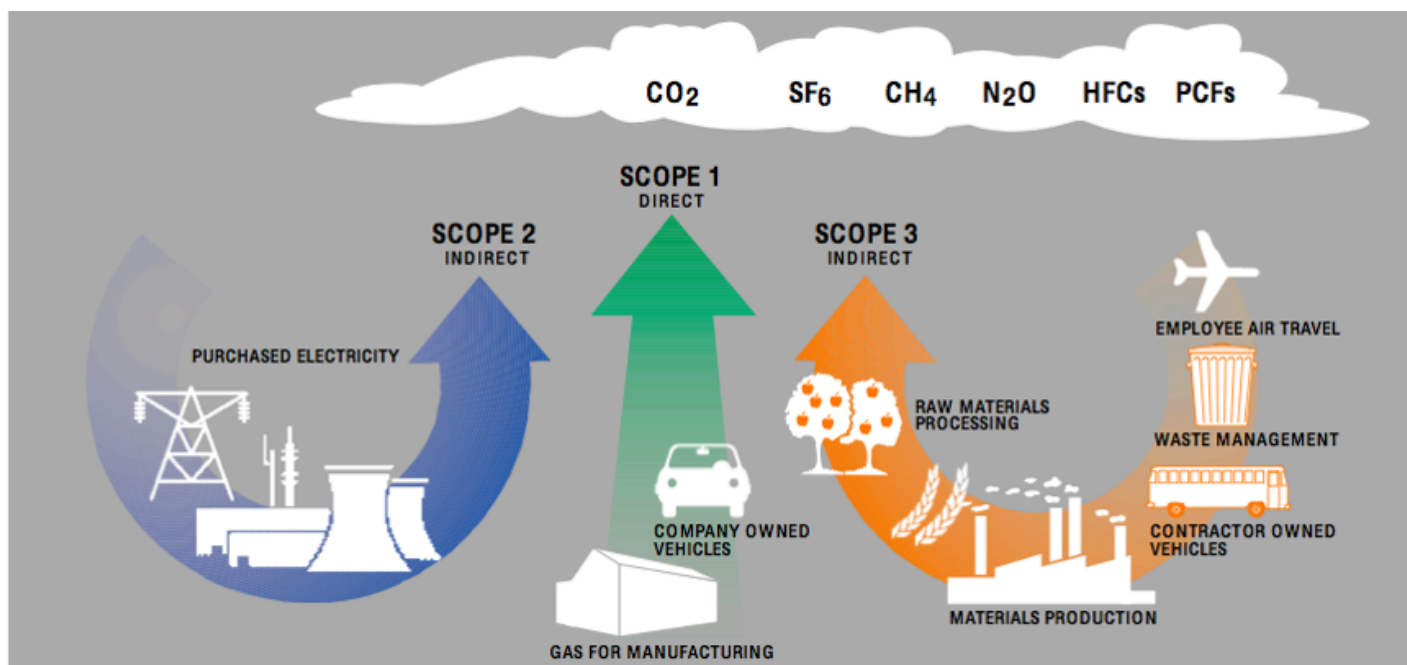 CO2 SF6 CH4 N2O HFCs PCFs
SCOPE 1
DIRECT
SCOPE 2
INDIRECT
SCOPE 3
INDIRECT
PURCHASED ELECTRICITY
COMPANY OWNED
VEHICLES
GAS FOR MANUFACTURING
RAW MATERIALS
PROCESSING
MATERIALS PRODUCTION
EMPLOYEE AIR TRAVEL
WASTE MANAGEMENT
CONTRACTOR OWNED
VEHICLES